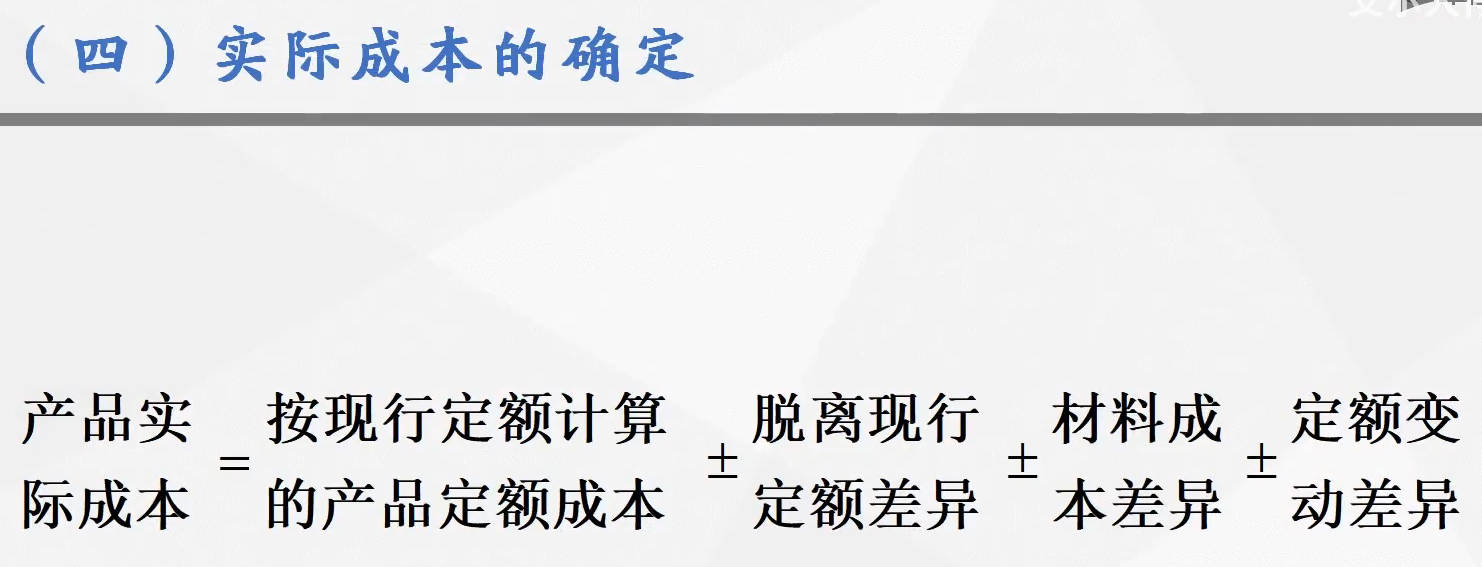 （四）实际成本的确定
产品实际成本 = 按现行定额计算的产品定额成本 ± 脱离现行定额差异 ± 材料成本差异 ± 定额变动差异